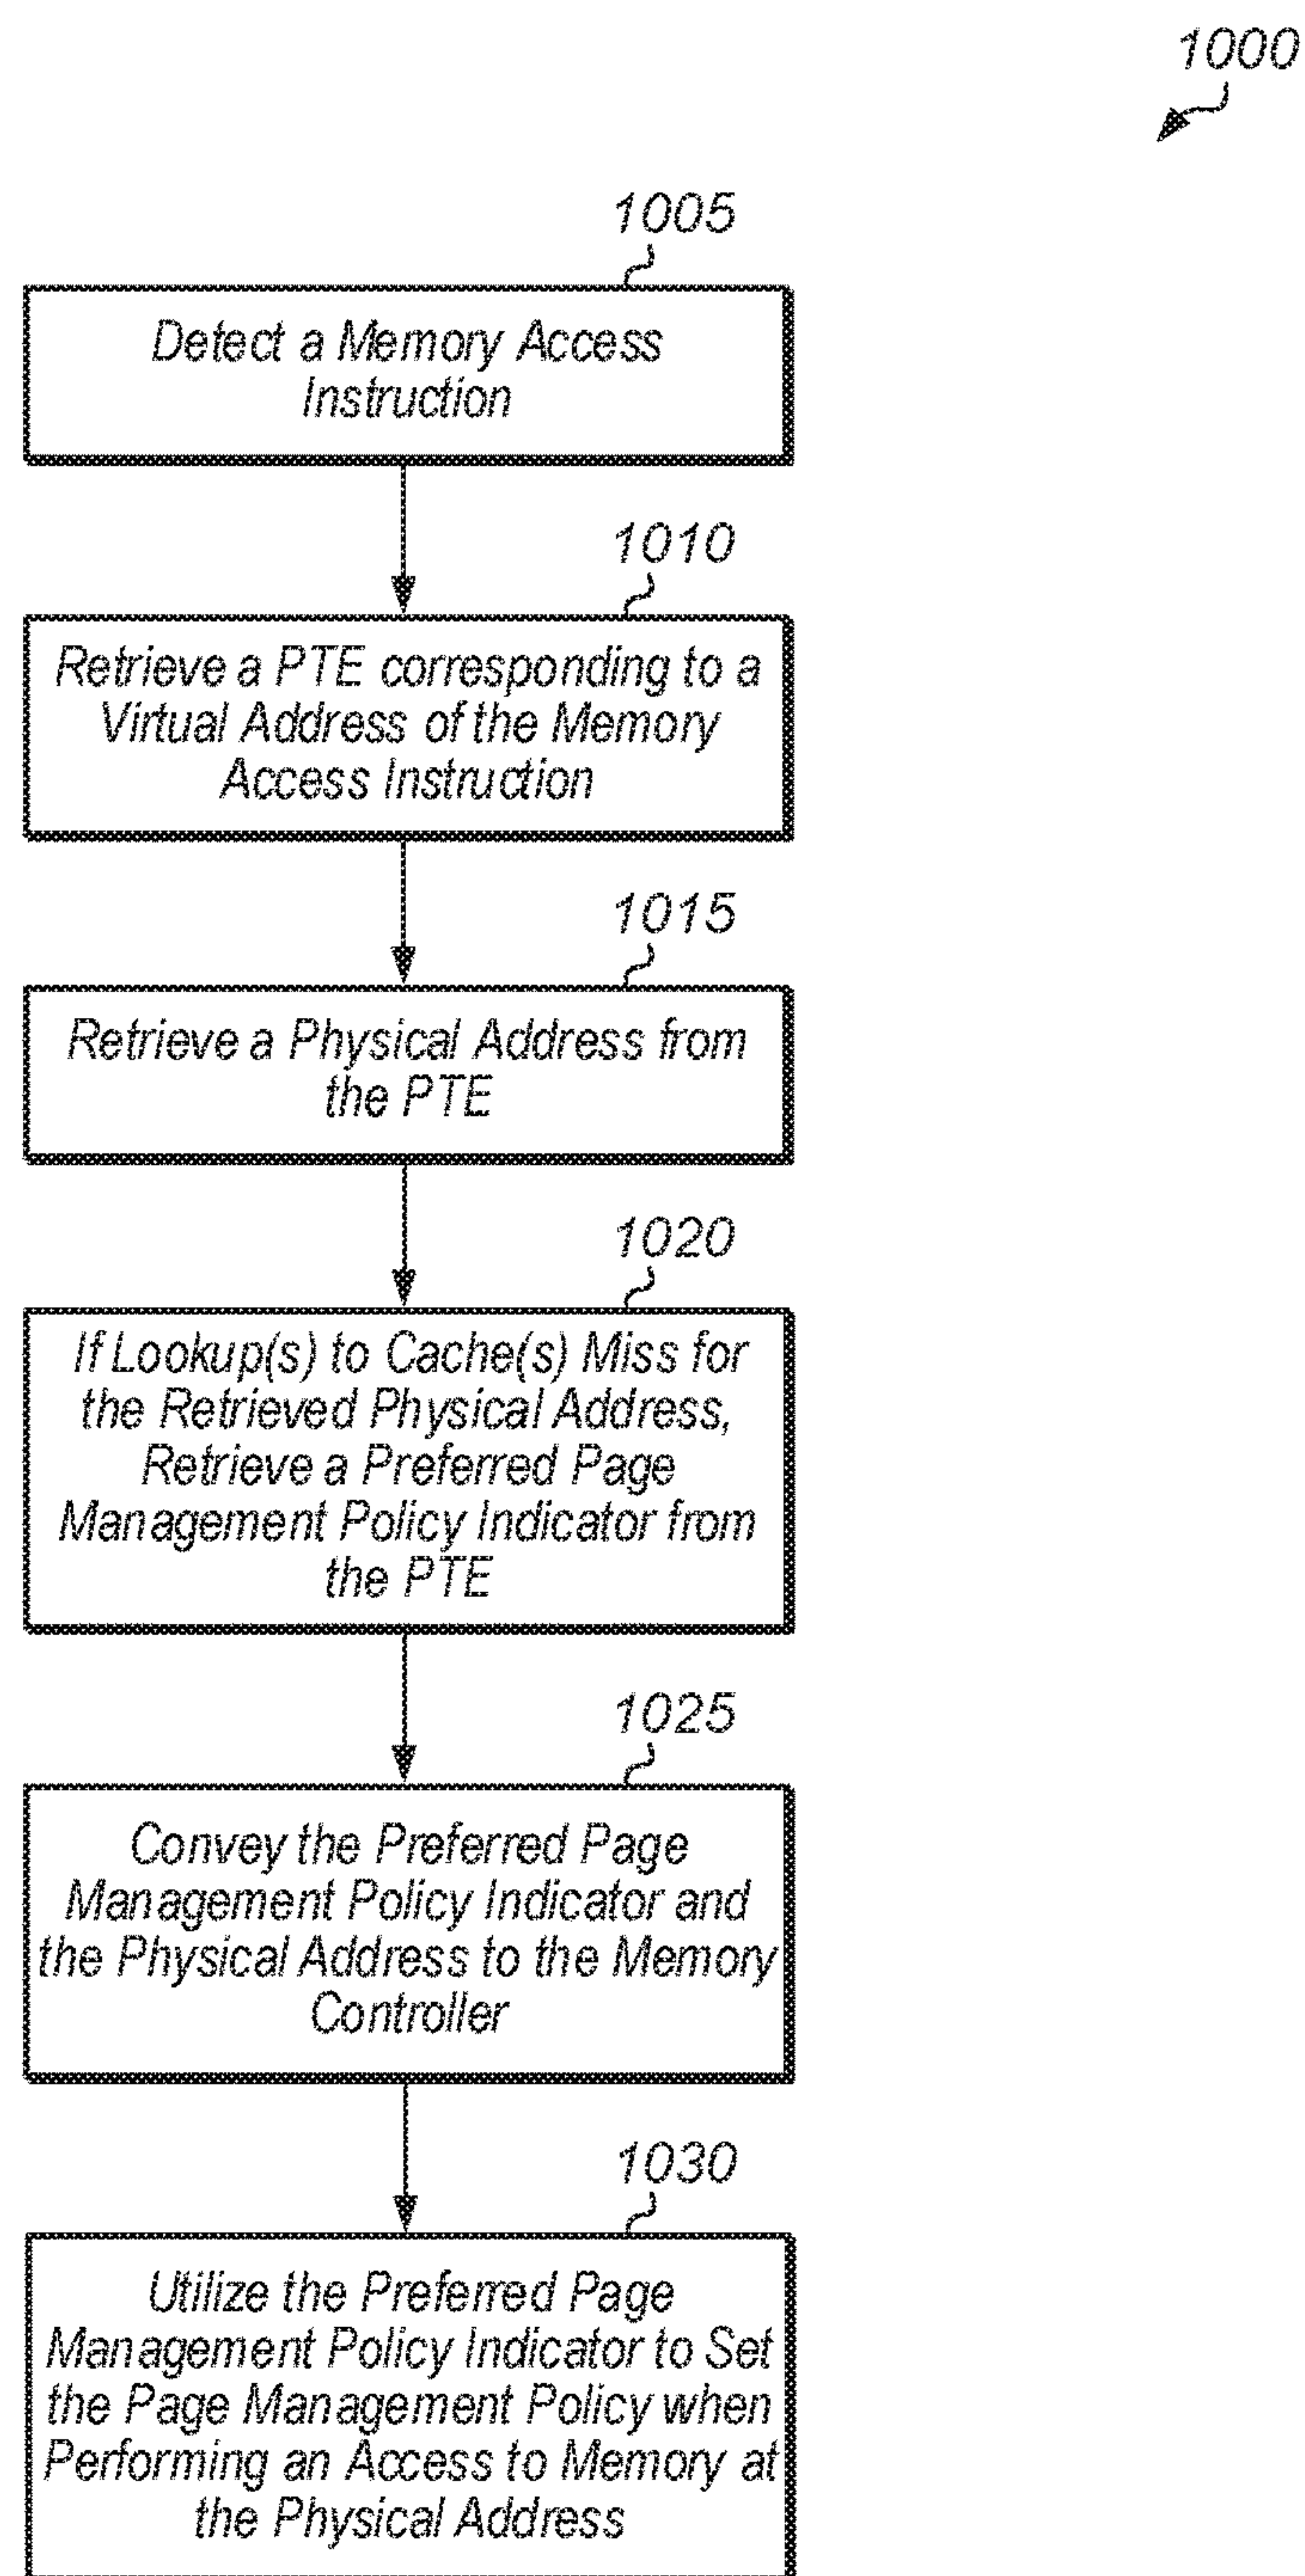 1000
1005
Detect a Memory Access
Instruction
1010
Retrieve a PTE corresponding to a
Virtual Address of the Memory
Access Instruction
1015
Retrieve a Physical Address from
the PTE
1020
If Lookup(s) to Cache(s) Miss for
the Retrieved Physical Address,
Retrieve a Preferred Page
Management Policy Indicator from
the PTE
1025
Convey the Preferred Page
Management Policy Indicator and
the Physical Address to the Memory
Controller
1030
Utilize the Preferred Page
Management Policy Indicator to Set
the Page Management Policy when
Performing an Access to Memory at
the Physical Address